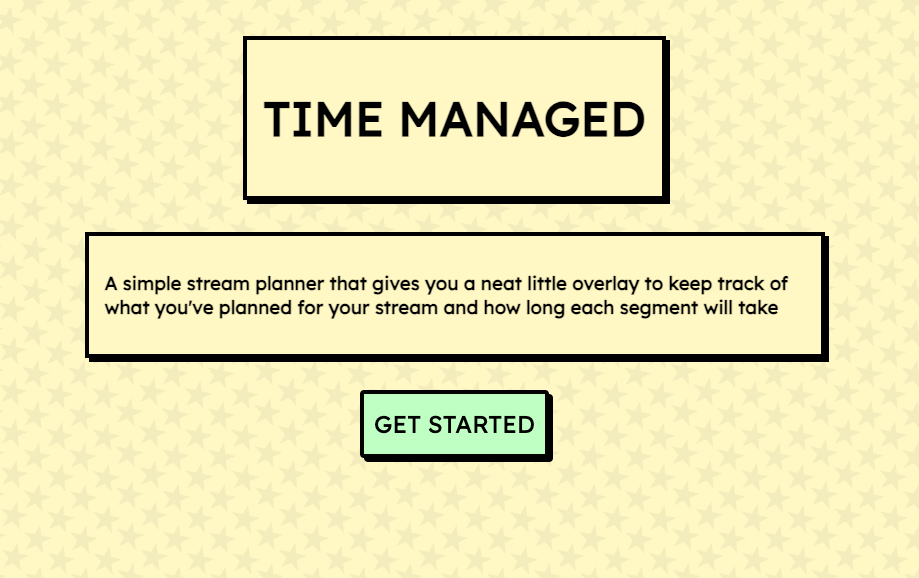 TIME MANAGED
A simple stream planner that gives you a neat little overlay to keep track of
what you've planned for your stream and how long each segment will take
GET STARTED